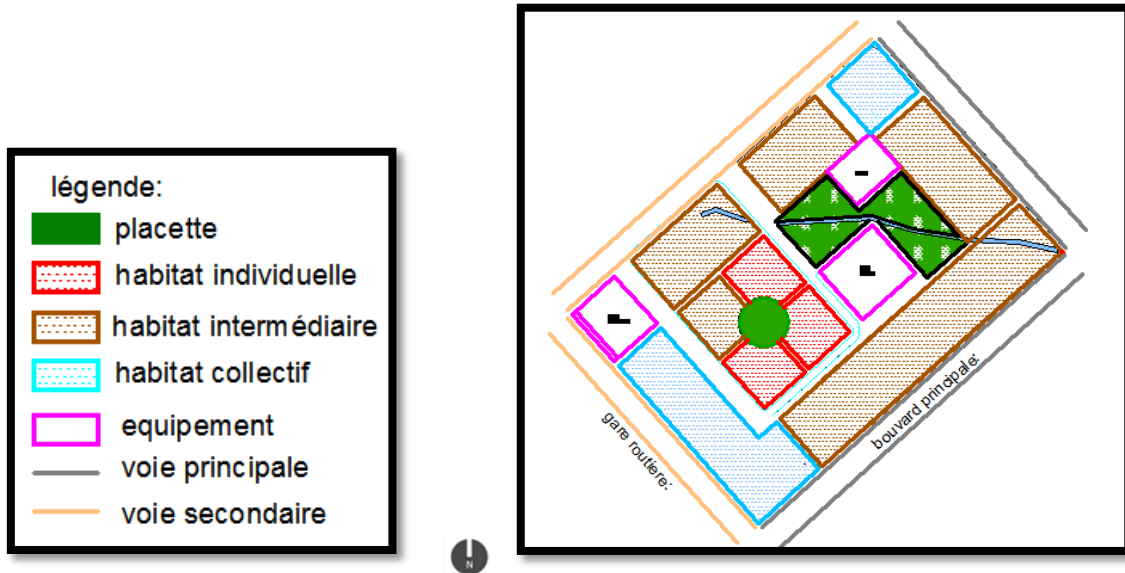 légende:
placette
habitat individuelle
habitat intermédiaire
habitat collectif
equipement
voie principale
voie secondaire
N
gare routiere:
bouvard principale: